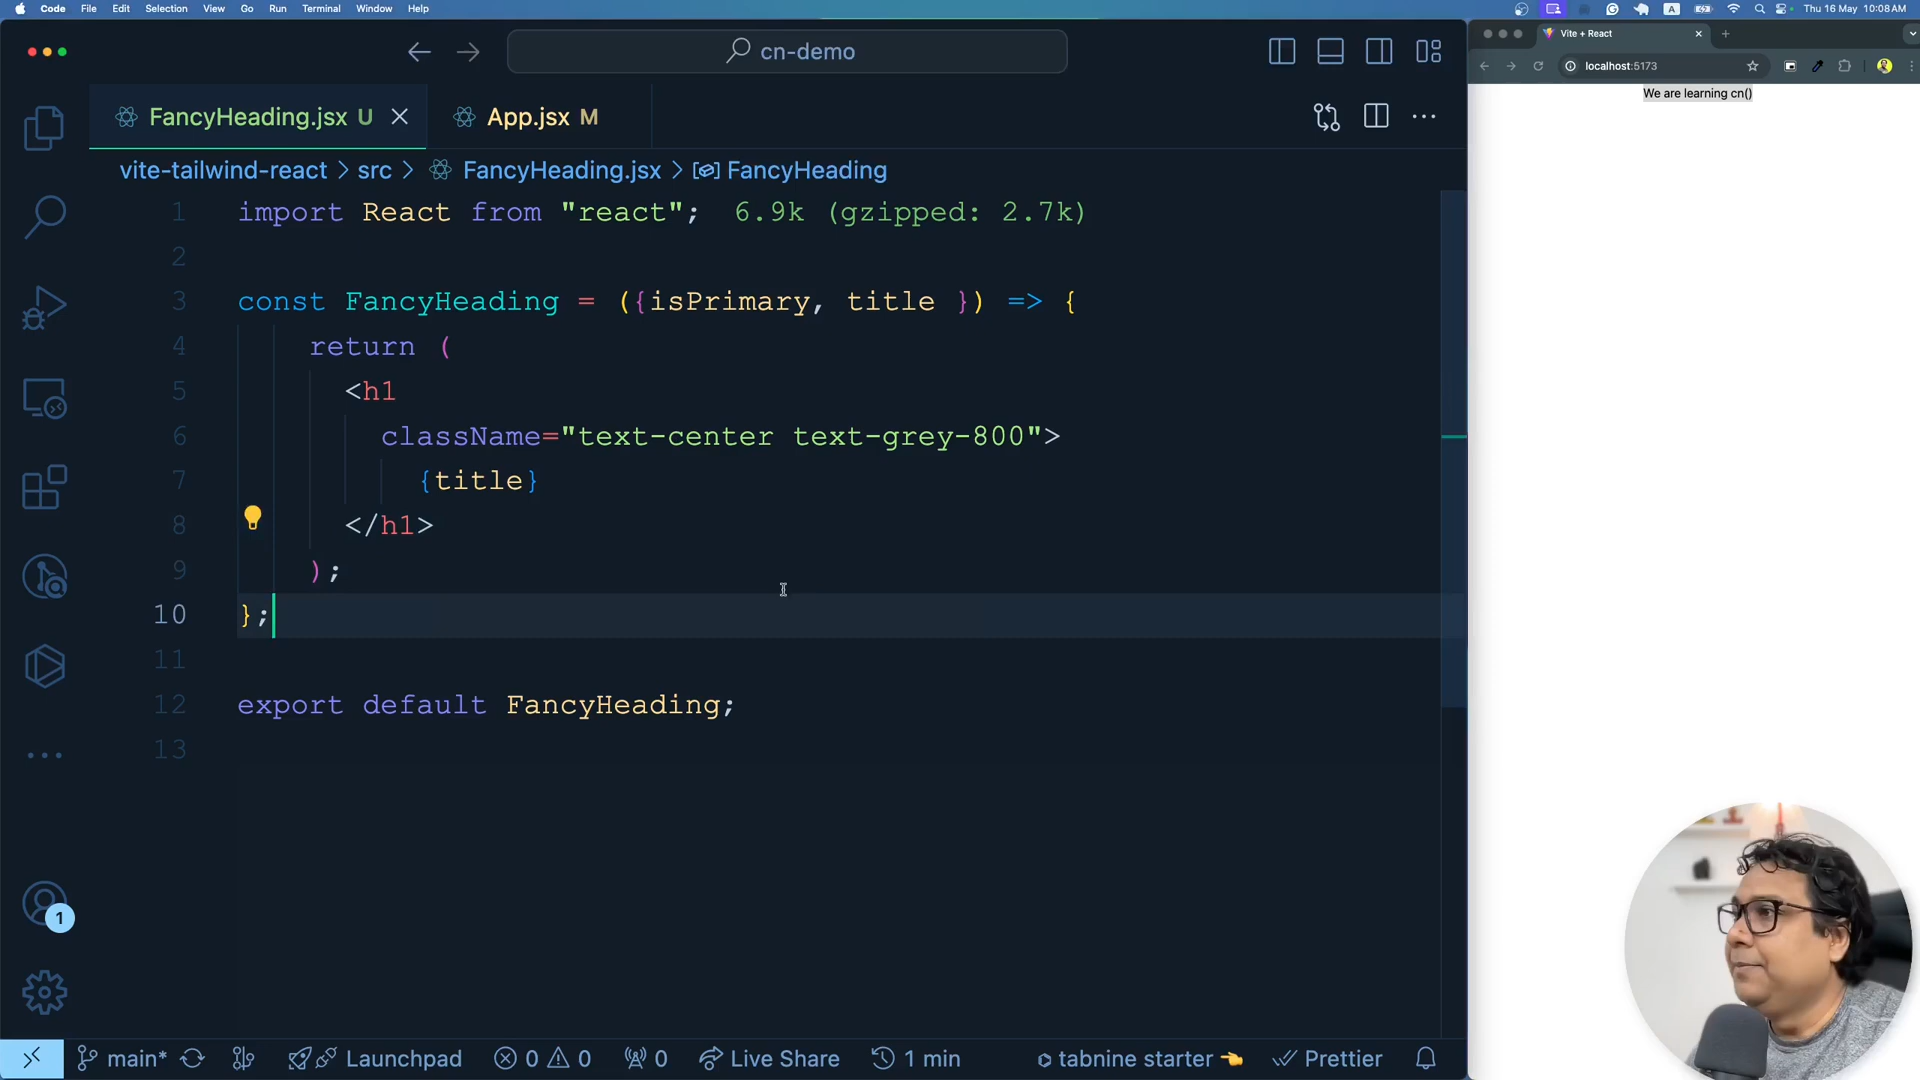 Code File Edit Selection View Go Run Terminal Window Help
A Thu 16 May 10:08 AM
cn-demo
Vite + React
localhost:5173
FancyHeading.jsx U App.jsx M
We are learning cn()
vite-tailwind-react > src > FancyHeading.jsx > FancyHeading
1 import React from "react"; 6.9k (gzipped: 2.7k)
2
3 const FancyHeading = ({isPrimary, title }) => {
4 return (
5 <h1
6 className="text-center text-grey-800">
7 {title}
8 </h1>
9 );
10 };
11
12 export default FancyHeading;
13
1
main* Launchpad 0 0 0 Live Share 1 min tabnine starter Prettier